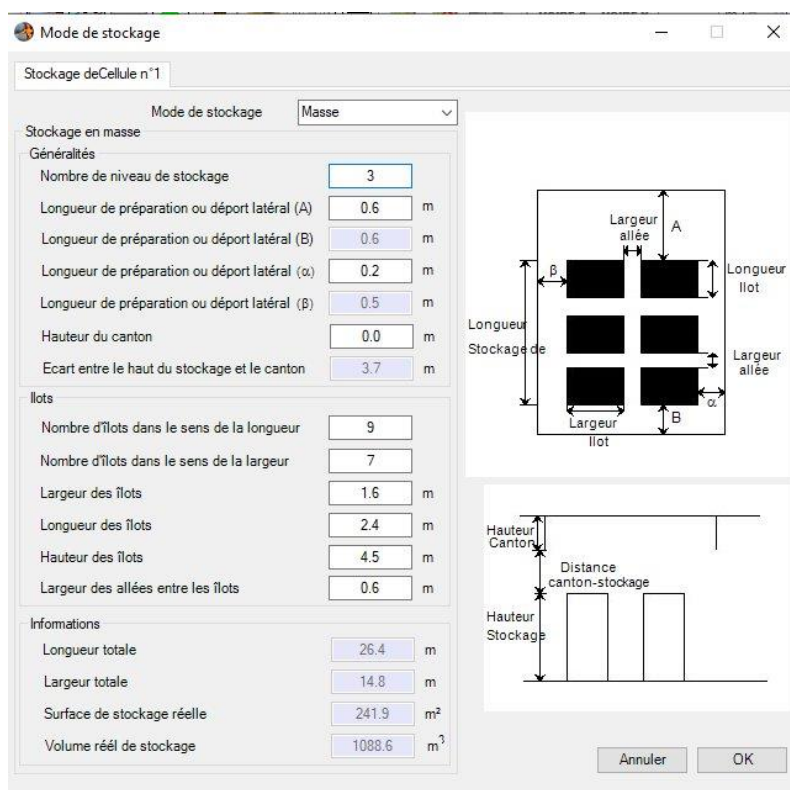 Mode de stockage
Stockage deCellule n°1
Mode de stockage Masse
Stockage en masse
Généralités
Nombre de niveau de stockage 3
Longueur de préparation ou déport latéral (A) 0.6 m
Longueur de préparation ou déport latéral (B) 0.6 m
Longueur de préparation ou déport latéral (α) 0.2 m
Longueur de préparation ou déport latéral (β) 0.5 m
Hauteur du canton 0.0 m
Ecart entre le haut du stockage et le canton 3.7 m
Ilots
Nombre d'îlots dans le sens de la longueur 9
Nombre d'îlots dans le sens de la largeur 7
Largeur des îlots 1.6 m
Longueur des îlots 2.4 m
Hauteur des îlots 4.5 m
Largeur des allées entre les îlots 0.6 m
Informations
Longueur totale 26.4 m
Largeur totale 14.8 m
Surface de stockage réelle 241.9 m²
Volume réél de stockage 1088.6 m³
Largeur
allée
A
β
Longueur
Ilot
Longueur
Stockage de
Largeur
allée
α
B
Largeur
Ilot
Hauteur
Canton
Distance
canton-stockage
Hauteur
Stockage
Annuler OK